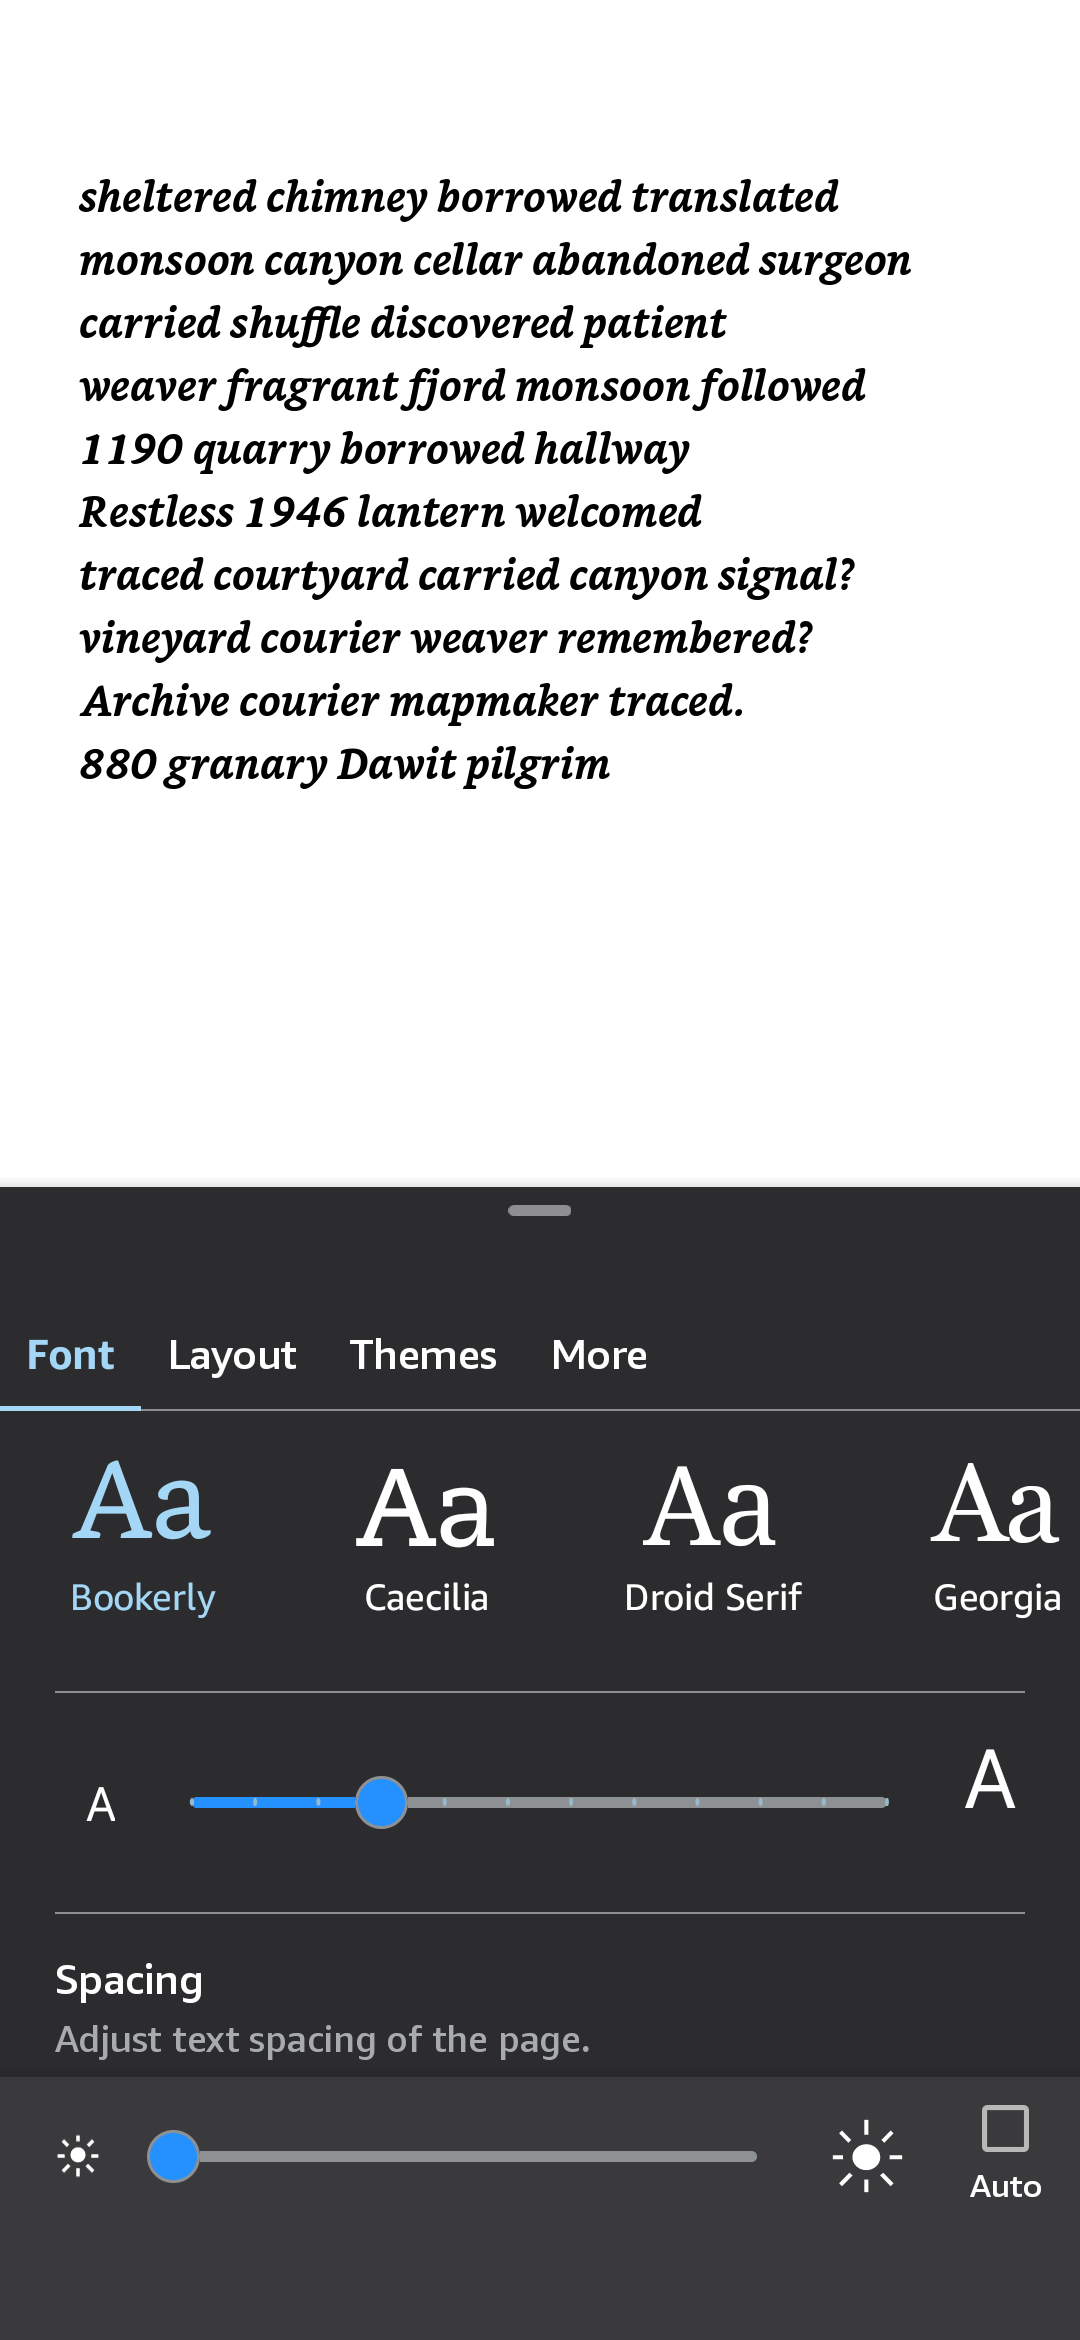 sheltered chimney borrowed translated
monsoon canyon cellar abandoned surgeon
carried shuffle discovered patient
weaver fragrant fjord monsoon followed
1190 quarry borrowed hallway
Restless 1946 lantern welcomed
traced courtyard carried canyon signal?
vineyard courier weaver remembered?
Archive courier mapmaker traced.
880 granary Dawit pilgrim
Font Layout Themes More
Aa Aa Aa Aa
Bookerly Caecilia Droid Serif Georgia
A A
Spacing
Adjust text spacing of the page.
Auto